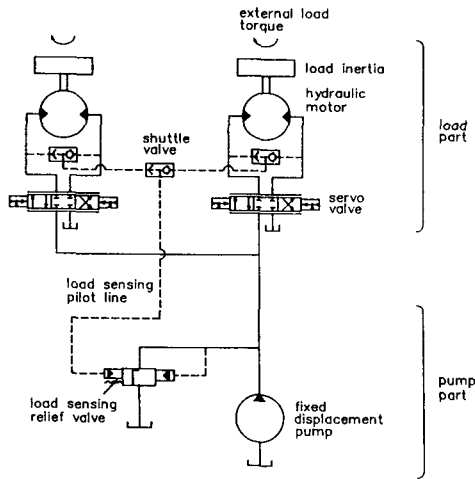 external load
torque
load inertia
hydraulic
motor
load
part
shuttle
valve
servo
valve
load sensing
pilot line
load sensing
relief valve
fixed
displacement
pump
pump
part